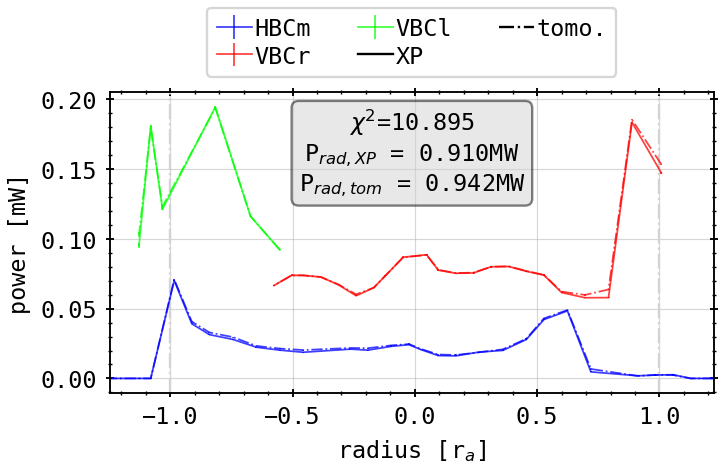 HBCm VBCl tomo.
VBCr XP
χ²=10.895
P_rad,XP = 0.910MW
P_rad,tom = 0.942MW
power [mW]
0.20
0.15
0.10
0.05
0.00
−1.0 −0.5 0.0 0.5 1.0
radius [r_a]